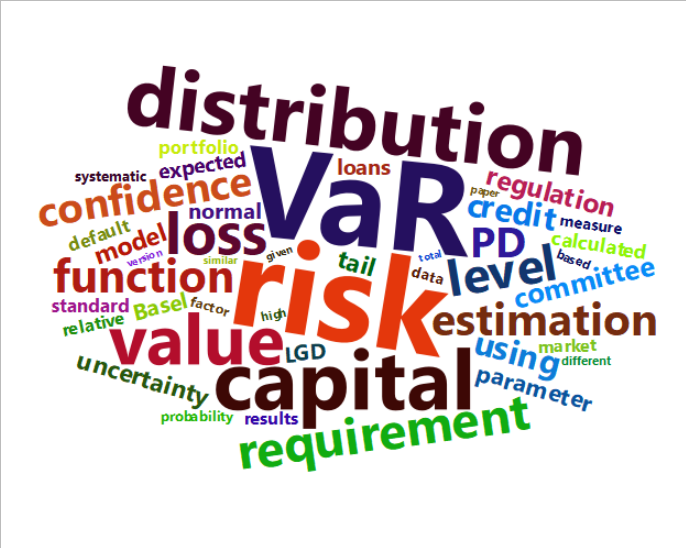 distribution
portfolio
systematic
expected
loans
VaR
paper
regulation
confidence
normal
credit
measure
default
model
loss
PD
calculated
version
similar
given
tail
total
data
level
based
function
risk
committee
standard
Basel
factor
high
estimation
relative
value
LGD
using
market
different
uncertainty
capital
parameter
probability
results
requirement